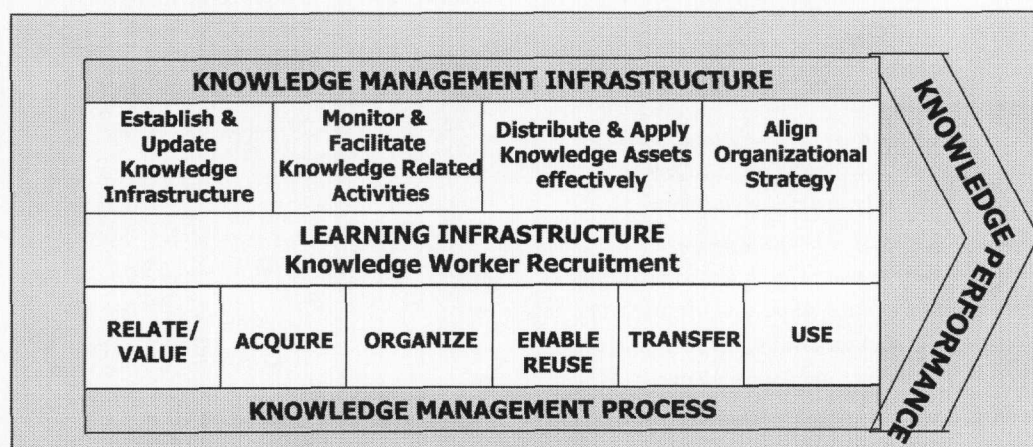 KNOWLEDGE MANAGEMENT INFRASTRUCTURE
Establish &
Update
Knowledge
Infrastructure
Monitor &
Facilitate
Knowledge Related
Activities
Distribute & Apply
Knowledge Assets
effectively
Align
Organizational
Strategy
LEARNING INFRASTRUCTURE
Knowledge Worker Recruitment
RELATE/
VALUE
ACQUIRE
ORGANIZE
ENABLE
REUSE
TRANSFER
USE
KNOWLEDGE MANAGEMENT PROCESS
KNOWLEDGE PERFORMANCE